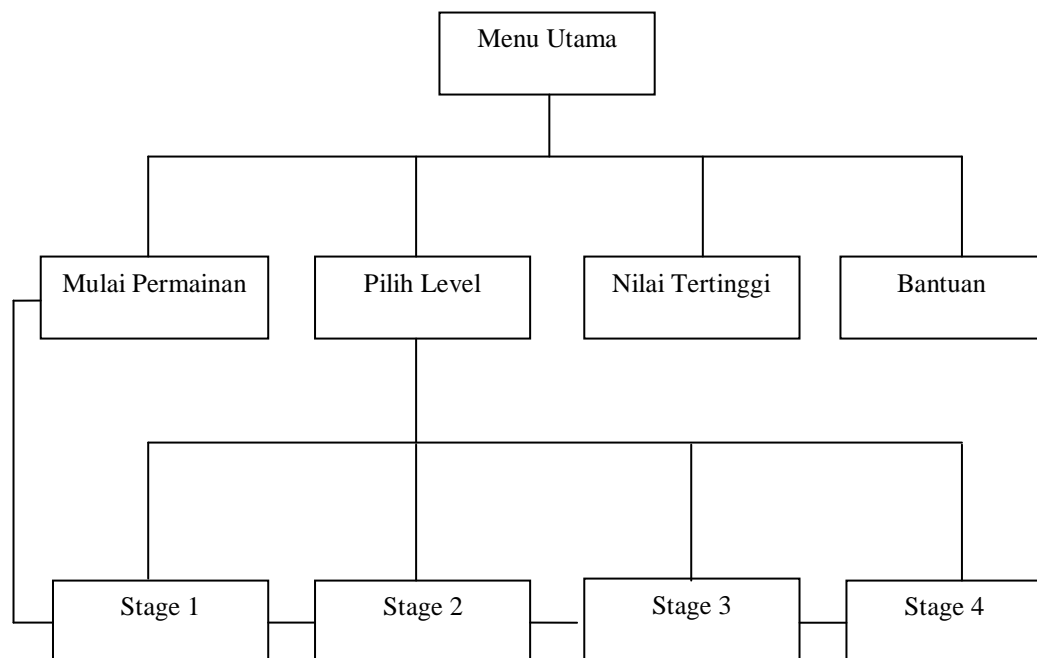 Menu Utama
Mulai Permainan
Pilih Level
Nilai Tertinggi
Bantuan
Stage 1
Stage 2
Stage 3
Stage 4